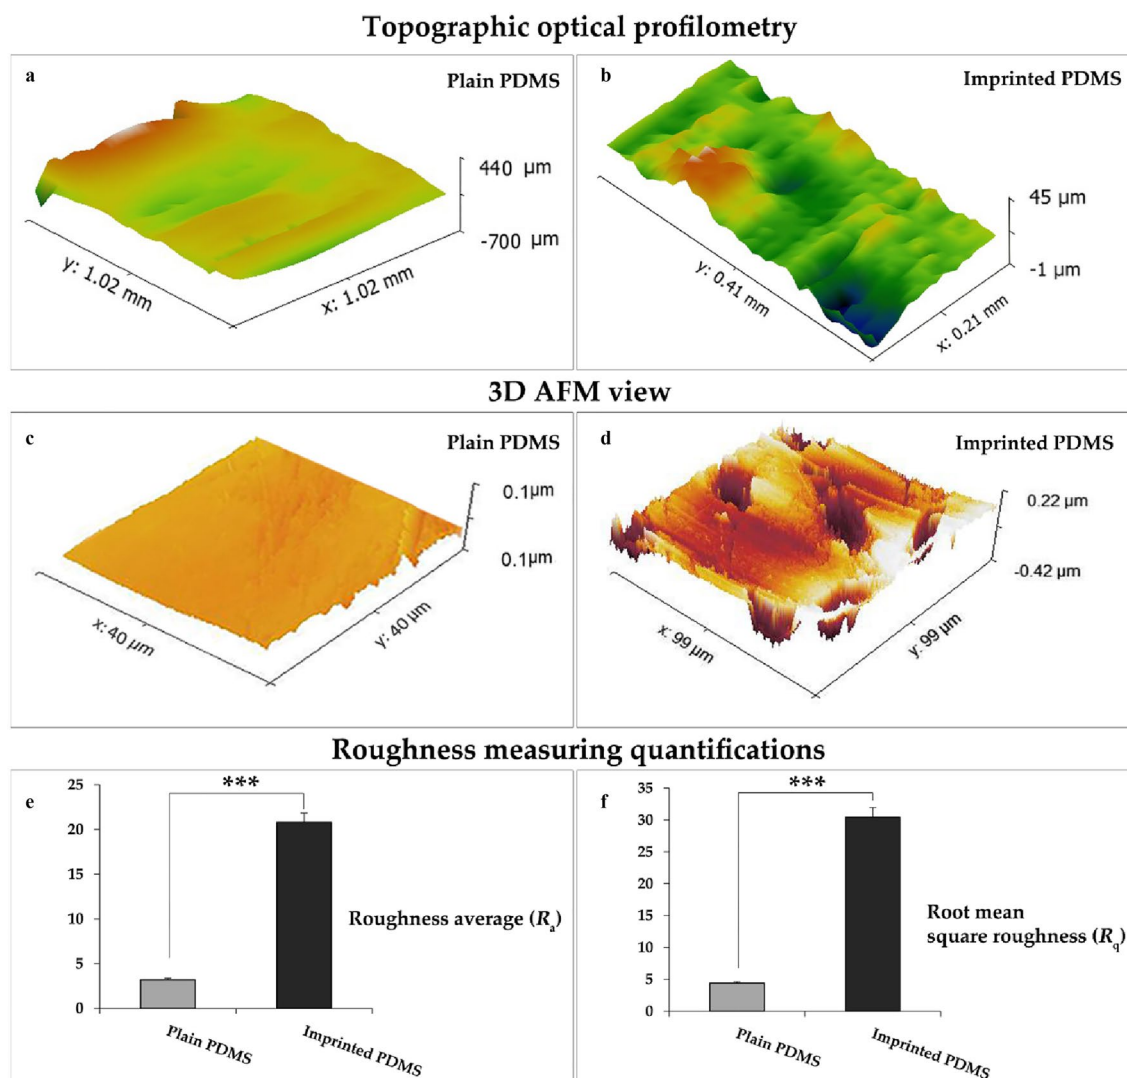 Topographic optical profilometry
a
Plain PDMS
440 µm
-700 µm
y: 1.02 mm
x: 1.02 mm
b
Imprinted PDMS
45 µm
-1 µm
y: 0.41 mm
x: 0.21 mm
3D AFM view
c
Plain PDMS
0.1µm
0.1µm
x: 40 µm
y: 40 µm
d
Imprinted PDMS
0.22 µm
-0.42 µm
x: 99 µm
y: 99 µm
Roughness measuring quantifications
e
25
20
15
10
5
0
***
Roughness average (Ra)
Plain PDMS
Imprinted PDMS
f
35
30
25
20
15
10
5
0
***
Root mean
square roughness (Rq)
Plain PDMS
Imprinted PDMS